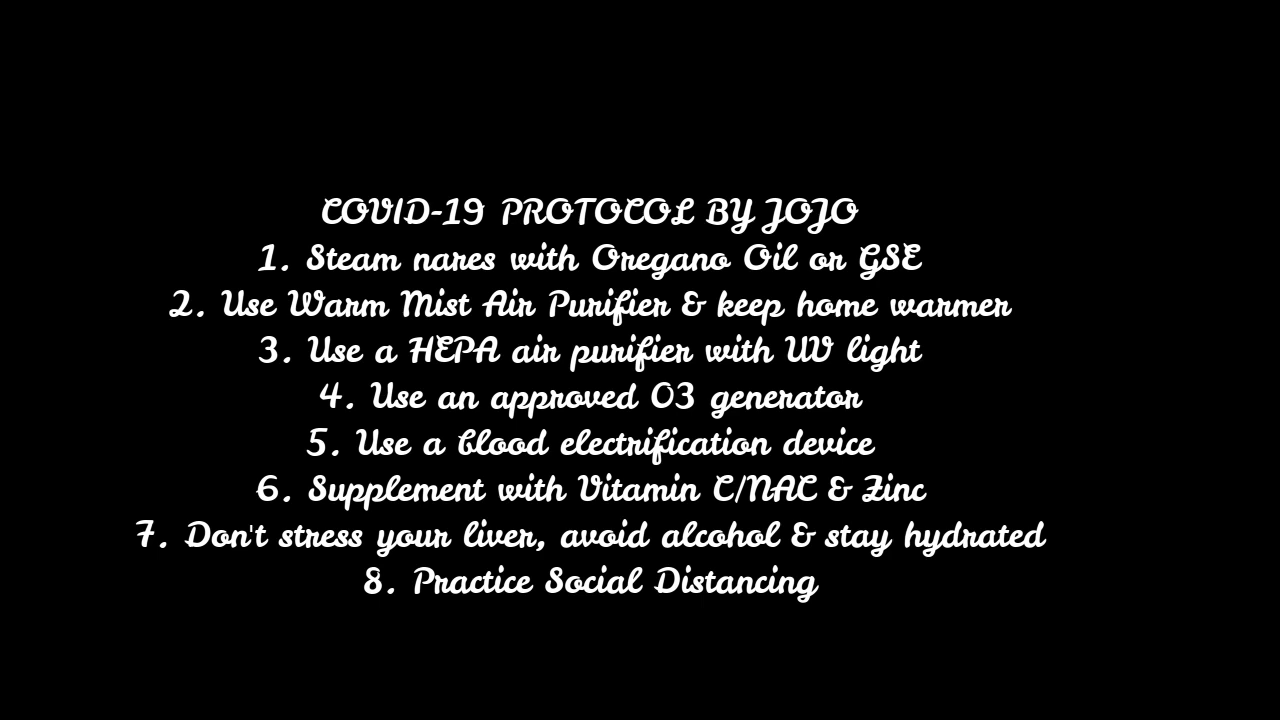 COVID-19 PROTOCOL BY JOJO
1. Steam nares with Oregano Oil or GSE
2. Use Warm Mist Air Purifier & keep home warmer
3. Use a HEPA air purifier with UV light
4. Use an approved O3 generator
5. Use a blood electrification device
6. Supplement with Vitamin C/NAC & Zinc
7. Don't stress your liver, avoid alcohol & stay hydrated
8. Practice Social Distancing